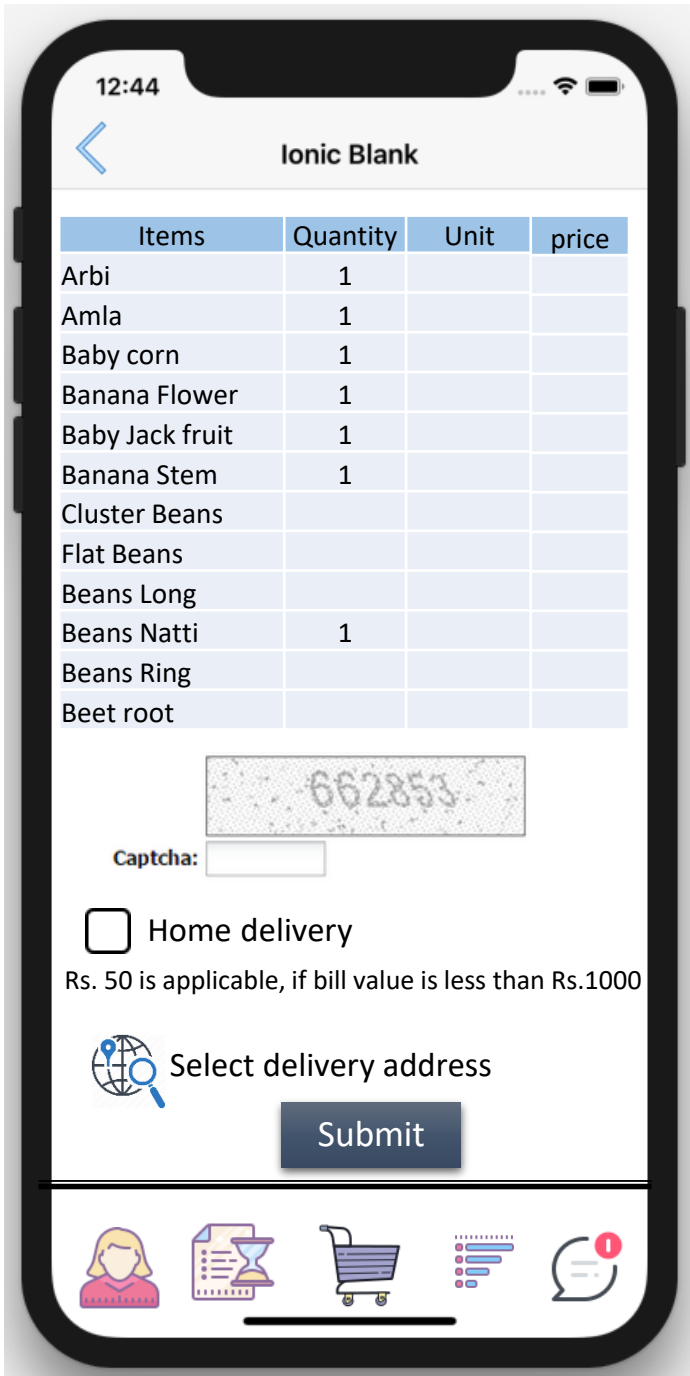 12:44
Ionic Blank
Items Quantity Unit price
Arbi 1
Amla 1
Baby corn 1
Banana Flower 1
Baby Jack fruit 1
Banana Stem 1
Cluster Beans
Flat Beans
Beans Long
Beans Natti 1
Beans Ring
Beet root
662853
Captcha:
Home delivery
Rs. 50 is applicable, if bill value is less than Rs.1000
Select delivery address
Submit